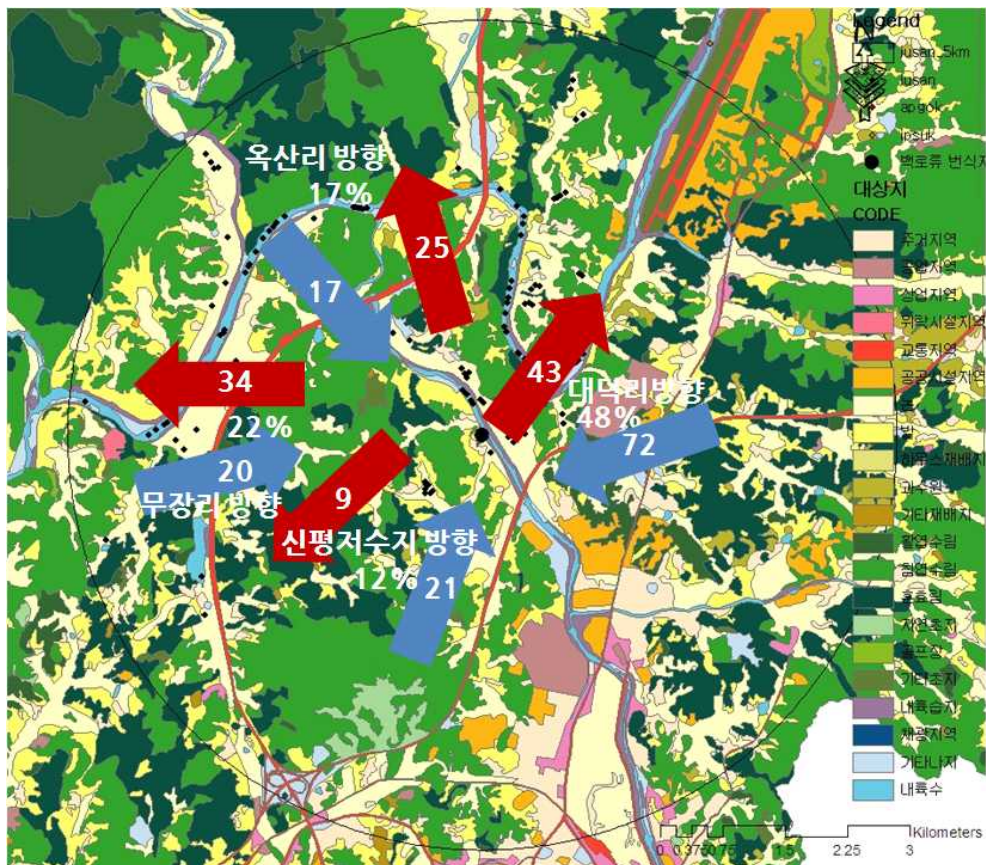 Legend
jusan_5km
jusan
apgok
ipsuk
백로류 번식지
대상지
CODE
주거지역
공업지역
상업지역
위락시설지역
교통지역
공공시설지역
논
밭
하우스재배지
과수원
기타재배지
활엽수림
침엽수림
혼효림
자연초지
골프장
기타초지
내륙습지
채광지역
기타나지
내륙수
옥산리 방향
17%
25
17
34
43
대덕리방향
48%
72
22%
20
무장리 방향
9
신평저수지 방향
12%
21
Kilometers
0 0.375 0.75 1.5 2.25 3